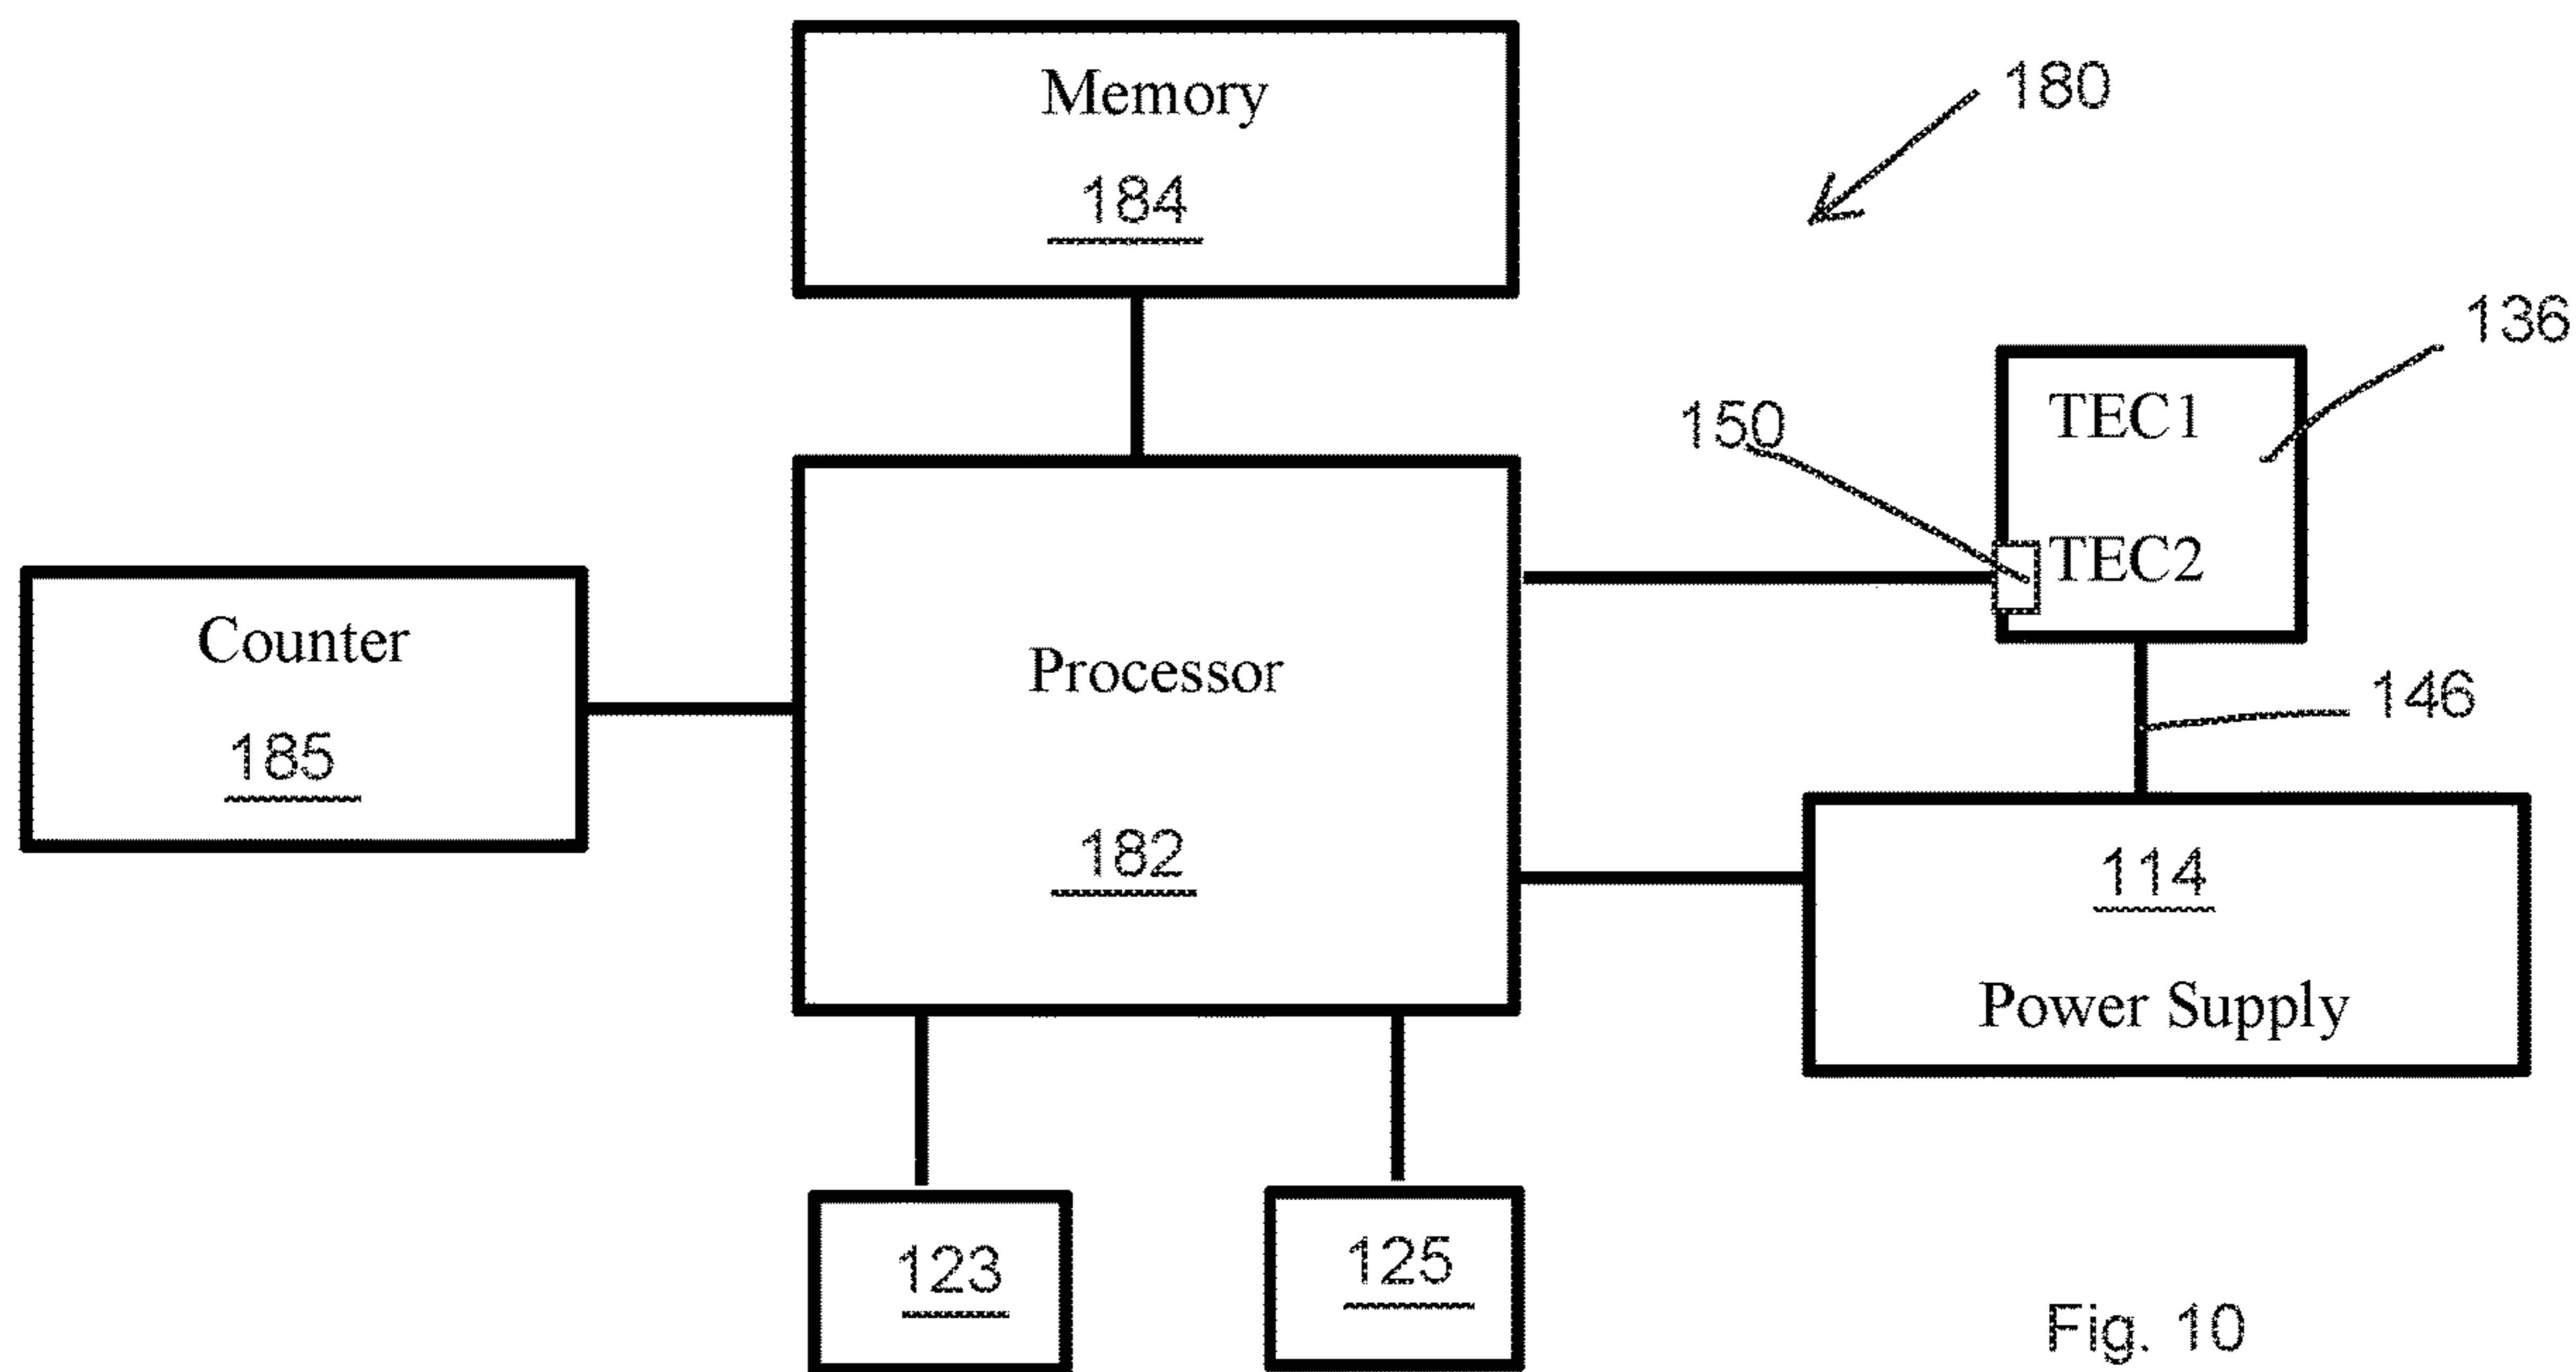 Memory
184
180
136
TEC1
150
TEC2
Counter
185
Processor
182
146
114
Power Supply
123
125
Fig. 10